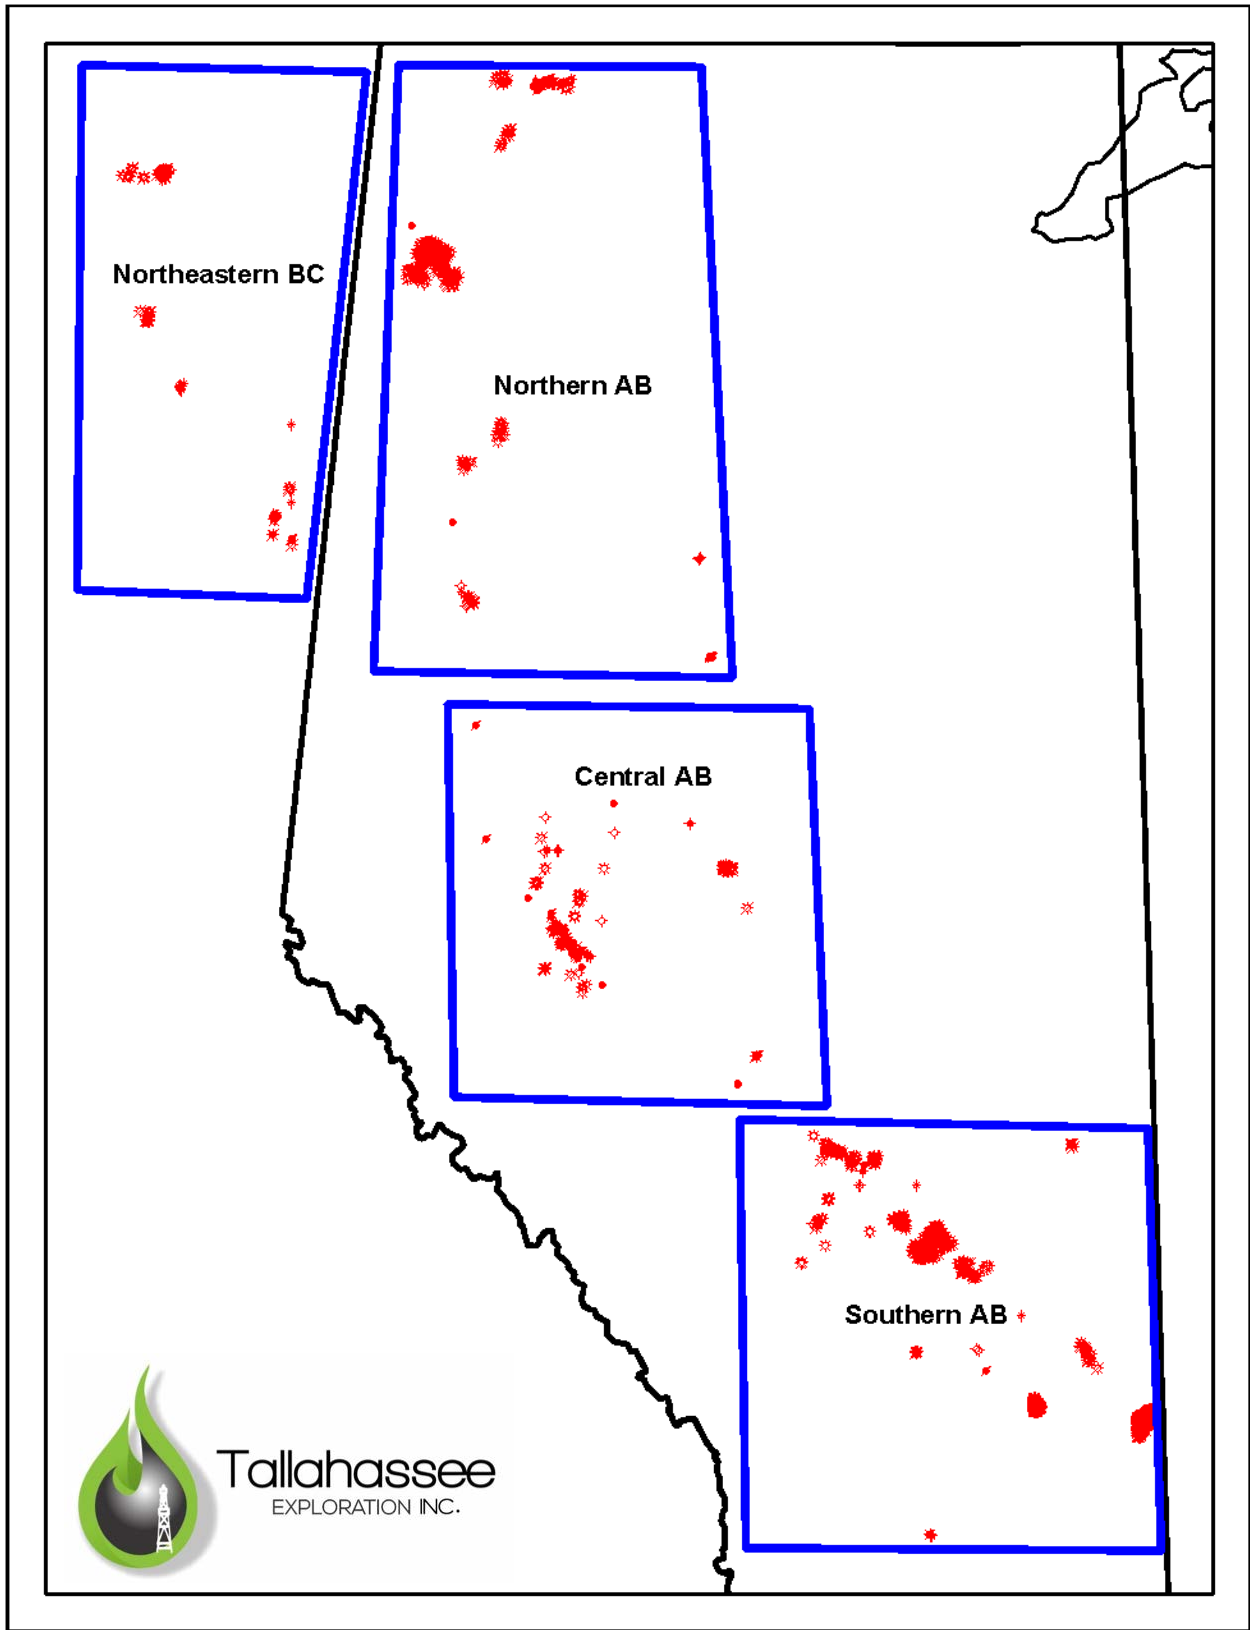 Northeastern BC
Northern AB
Central AB
Southern AB
Tallahassee
EXPLORATION INC.